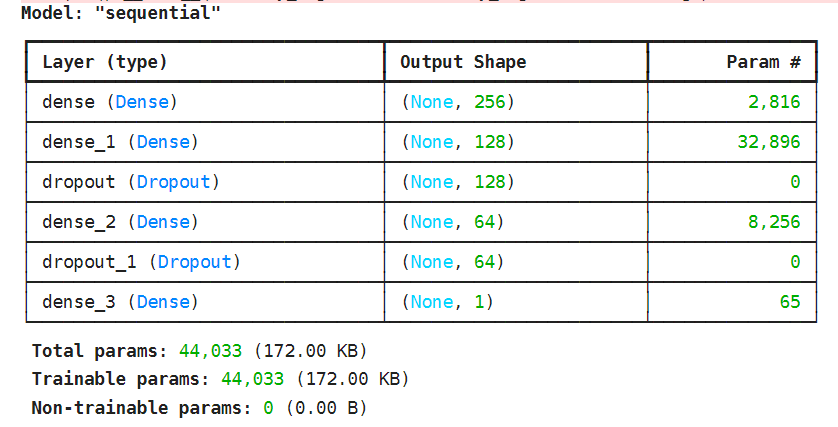 Model: "sequential"
Layer (type) Output Shape Param #
dense (Dense) (None, 256) 2,816
dense_1 (Dense) (None, 128) 32,896
dropout (Dropout) (None, 128) 0
dense_2 (Dense) (None, 64) 8,256
dropout_1 (Dropout) (None, 64) 0
dense_3 (Dense) (None, 1) 65
Total params: 44,033 (172.00 KB)
Trainable params: 44,033 (172.00 KB)
Non-trainable params: 0 (0.00 B)